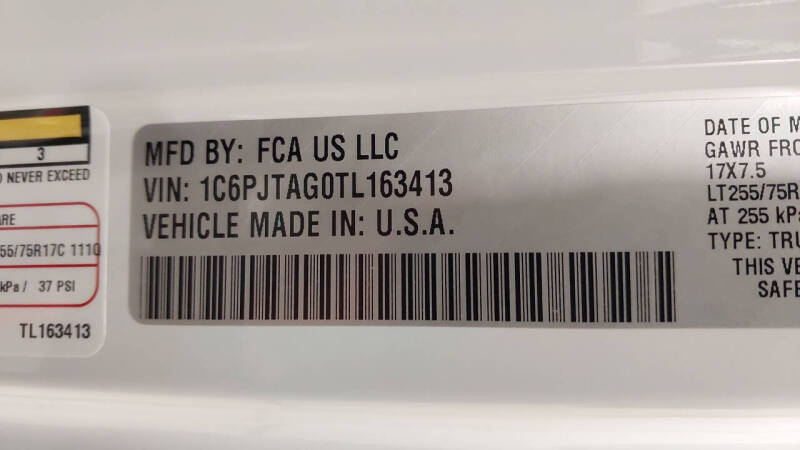 3
NEVER EXCEED
55/75R17C 111Q
kPa / 37 PSI
TL163413
MFD BY: FCA US LLC
VIN: 1C6PJTAG0TL163413
VEHICLE MADE IN: U.S.A.
DATE OF M
GAWR FRO
17X7.5
LT255/75R
AT 255 kPa
TYPE: TRU
THIS VE
SAFE